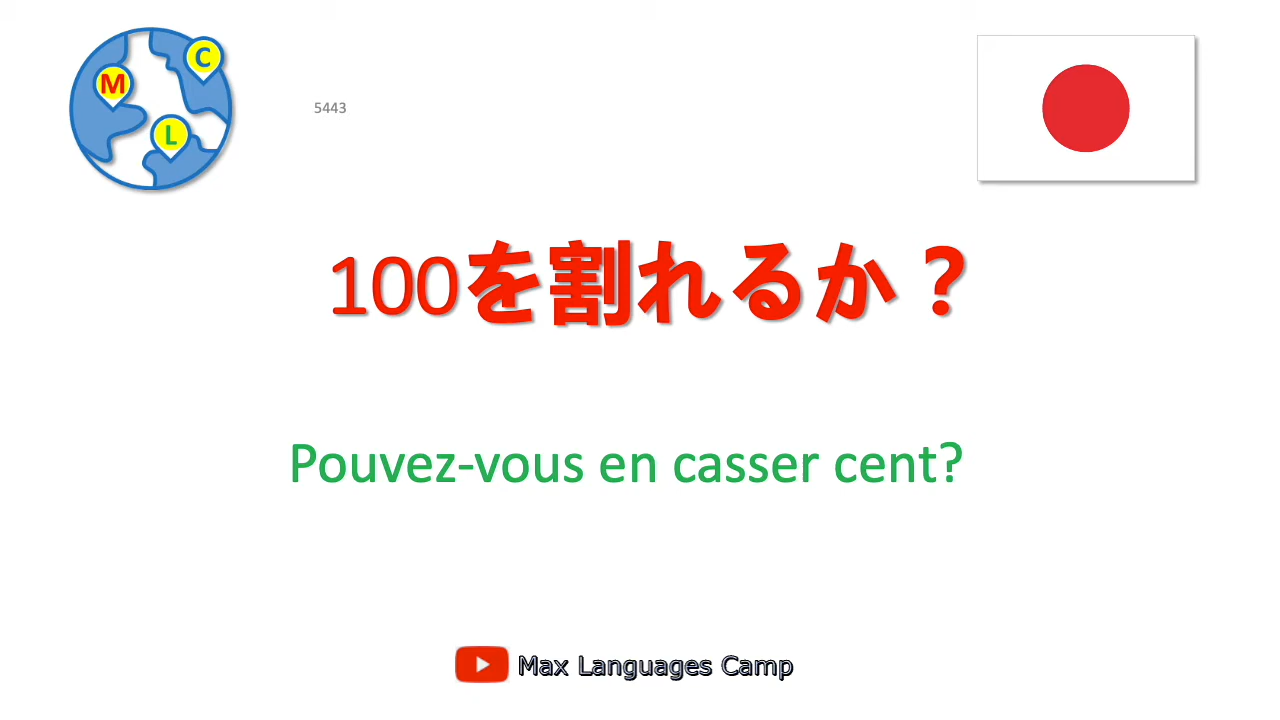 C
M
L
5443
100を割れるか？
Pouvez-vous en casser cent?
Max Languages Camp